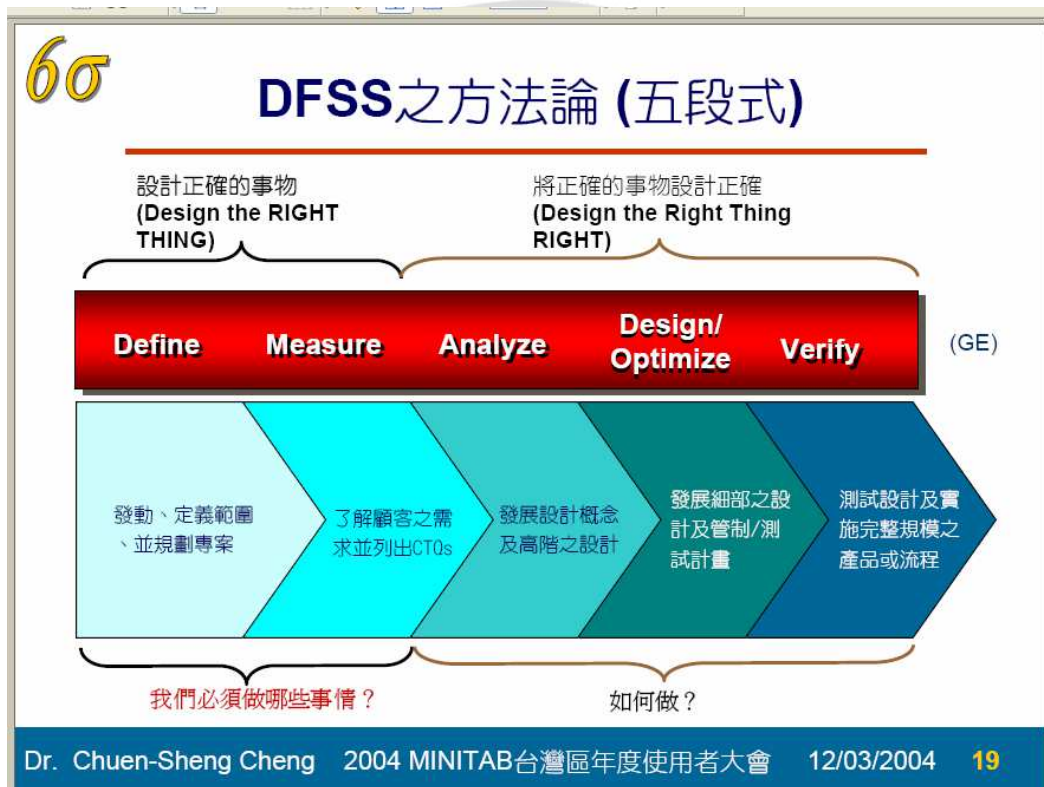 6σ
DFSS之方法論 (五段式)
設計正確的事物
(Design the RIGHT
THING)
將正確的事物設計正確
(Design the Right Thing
RIGHT)
Define
Measure
Analyze
Design/
Optimize
Verify
(GE)
發動、定義範圍
、並規劃專案
了解顧客之需
求並列出CTQs
發展設計概念
及高階之設計
發展細部之設
計及管制/測
試計畫
測試設計及實
施完整規模之
產品或流程
我們必須做哪些事情？
如何做？
Dr. Chuen-Sheng Cheng 2004 MINITAB台灣區年度使用者大會 12/03/2004 19